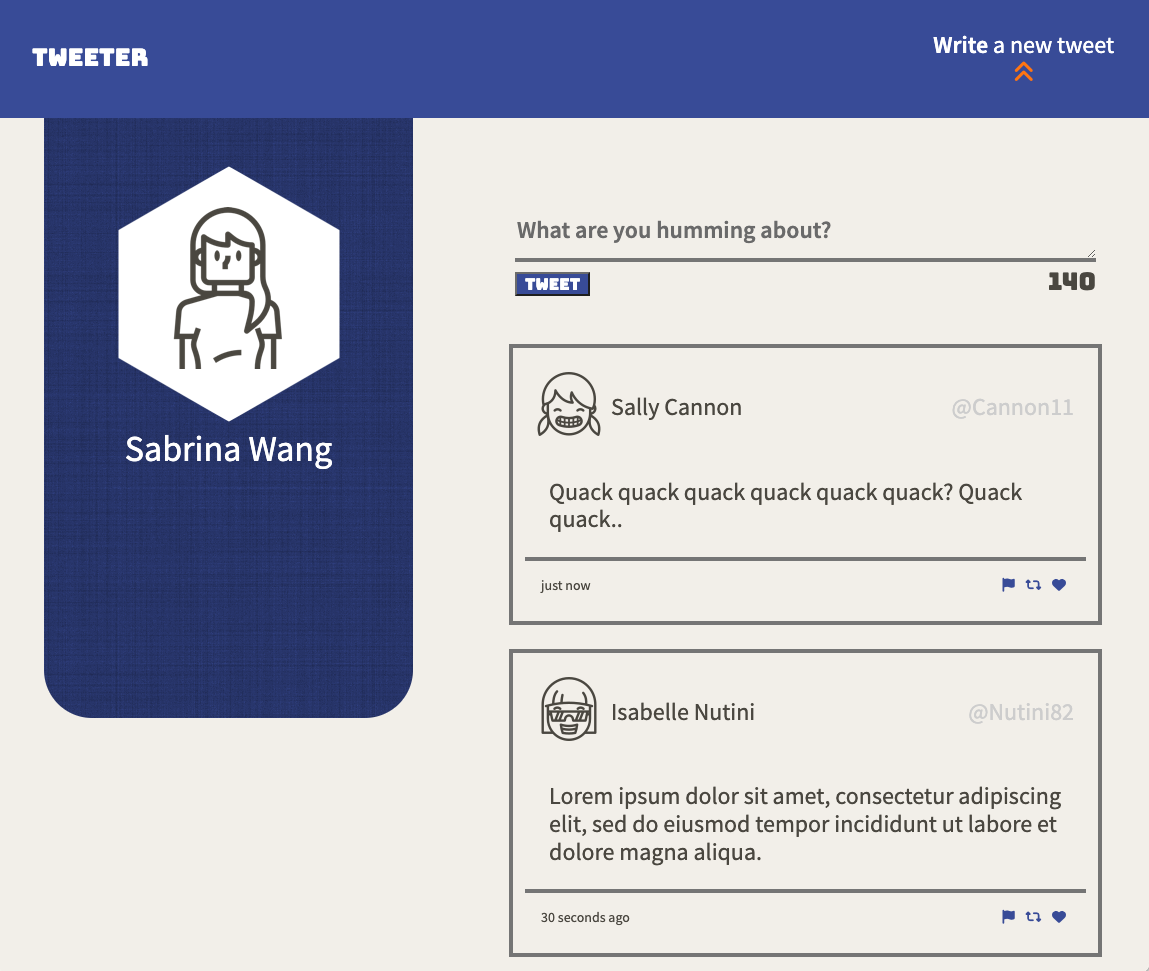 TWEETER
Write a new tweet
Sabrina Wang
What are you humming about?
TWEET
140
Sally Cannon
@Cannon11
Quack quack quack quack quack quack? Quack
quack..
just now
Isabelle Nutini
@Nutini82
Lorem ipsum dolor sit amet, consectetur adipiscing
elit, sed do eiusmod tempor incididunt ut labore et
dolore magna aliqua.
30 seconds ago